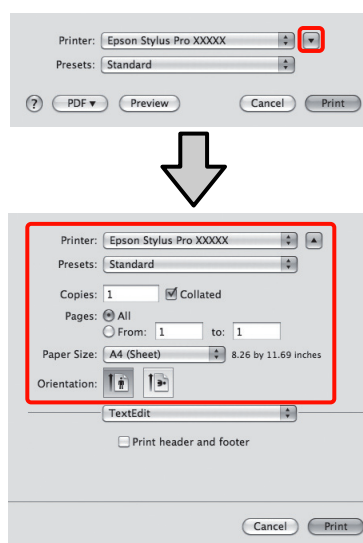 Printer: Epson Stylus Pro XXXXX
Presets: Standard
? PDF▼ Preview Cancel Print
Printer: Epson Stylus Pro XXXXX
Presets: Standard
Copies: 1 Collated
Pages: All
From: 1 to: 1
Paper Size: A4 (Sheet) 8.26 by 11.69 inches
Orientation:
TextEdit
Print header and footer
Cancel Print